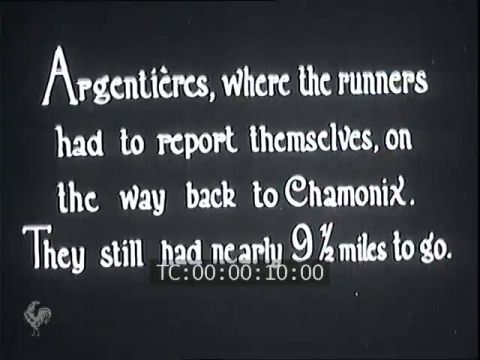 Argentières, where the runners
had to report themselves, on
the way back to Chamonix.
They still had nearly 9½ miles to go.
TC:00:00:10:00